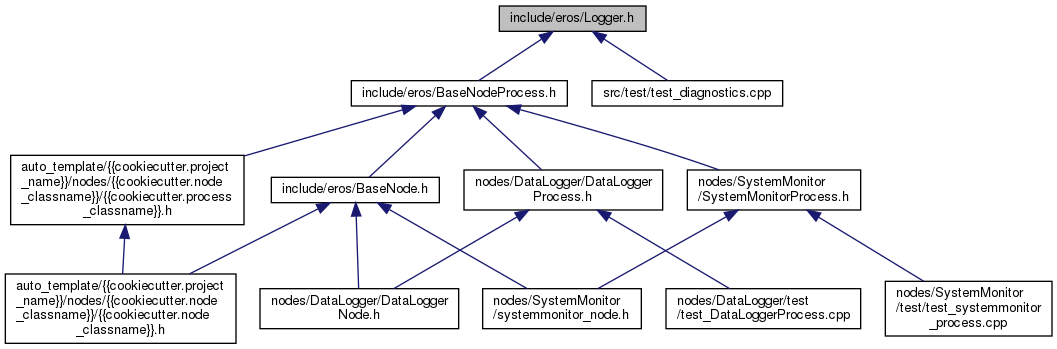 include/eros/Logger.h
include/eros/BaseNodeProcess.h
src/test/test_diagnostics.cpp
auto_template/{{cookiecutter.project
_name}}/nodes/{{cookiecutter.node
_classname}}/{{cookiecutter.process
_classname}}.h
include/eros/BaseNode.h
nodes/DataLogger/DataLogger
Process.h
nodes/SystemMonitor
/SystemMonitorProcess.h
auto_template/{{cookiecutter.project
_name}}/nodes/{{cookiecutter.node
_classname}}/{{cookiecutter.node
_classname}}.h
nodes/DataLogger/DataLogger
Node.h
nodes/SystemMonitor
/systemmonitor_node.h
nodes/DataLogger/test
/test_DataLoggerProcess.cpp
nodes/SystemMonitor
/test/test_systemmonitor
_process.cpp